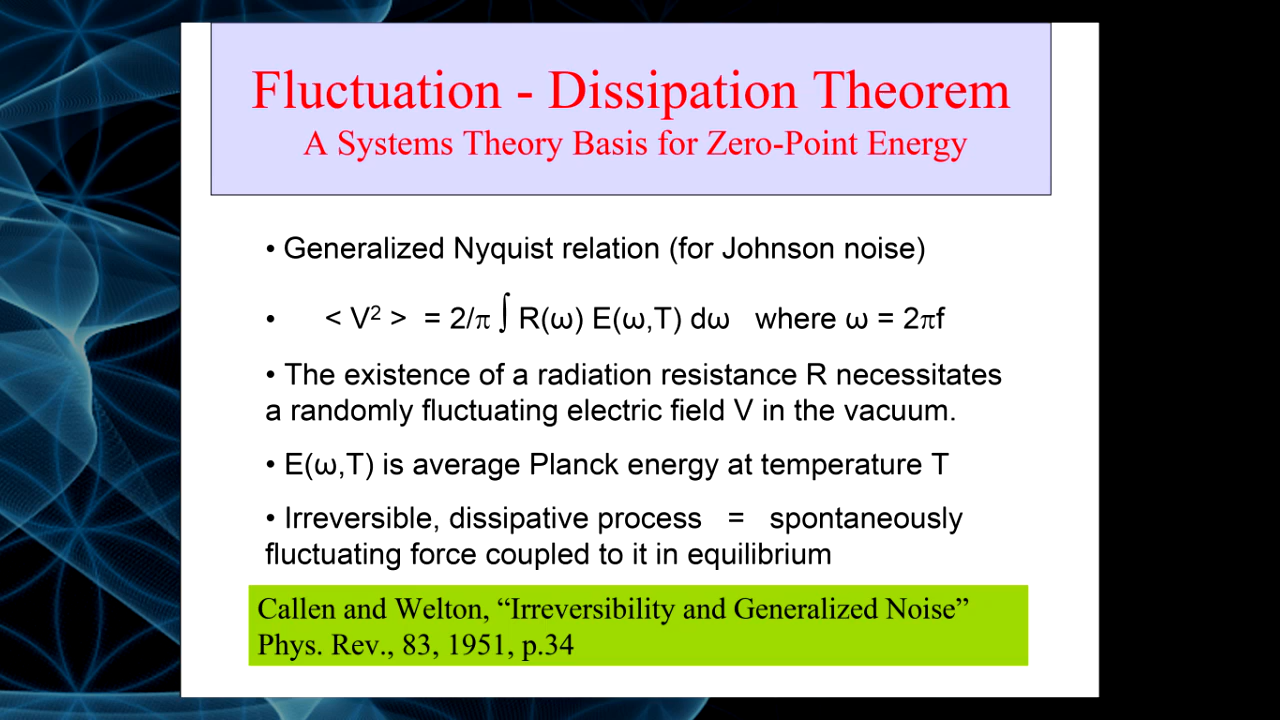 Fluctuation - Dissipation Theorem
A Systems Theory Basis for Zero-Point Energy
• Generalized Nyquist relation (for Johnson noise)
• < V² > = 2/π ∫ R(ω) E(ω,T) dω where ω = 2πf
• The existence of a radiation resistance R necessitates
a randomly fluctuating electric field V in the vacuum.
• E(ω,T) is average Planck energy at temperature T
• Irreversible, dissipative process = spontaneously
fluctuating force coupled to it in equilibrium
Callen and Welton, “Irreversibility and Generalized Noise”
Phys. Rev., 83, 1951, p.34